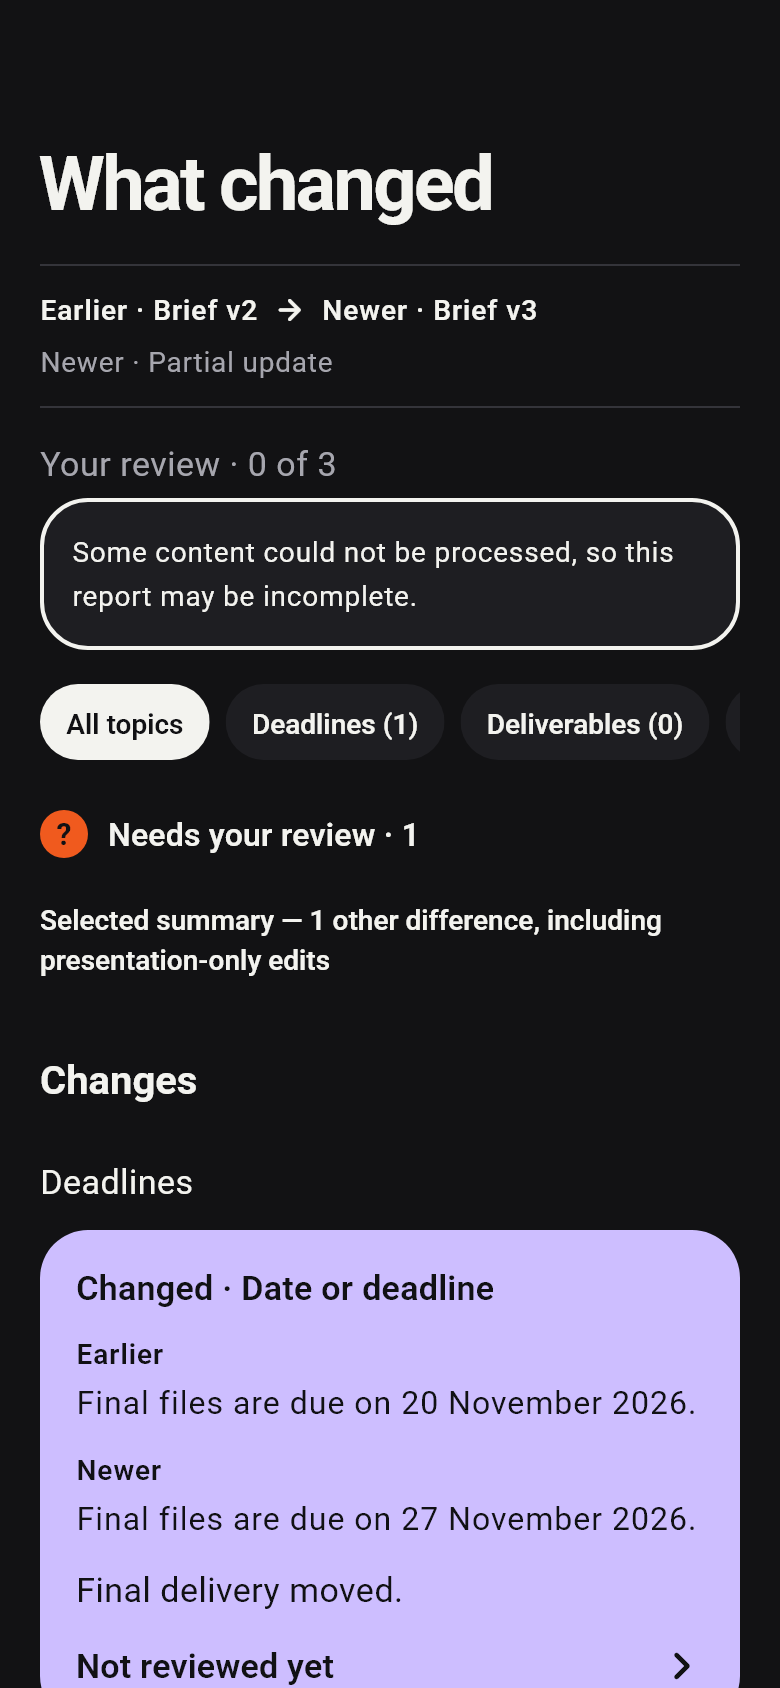 What changed
Earlier · Brief v2 → Newer · Brief v3
Newer · Partial update
Your review · 0 of 3
Some content could not be processed, so this
report may be incomplete.
All topics Deadlines (1) Deliverables (0)
? Needs your review · 1
Selected summary — 1 other difference, including
presentation-only edits
Changes
Deadlines
Changed · Date or deadline
Earlier
Final files are due on 20 November 2026.
Newer
Final files are due on 27 November 2026.
Final delivery moved.
Not reviewed yet